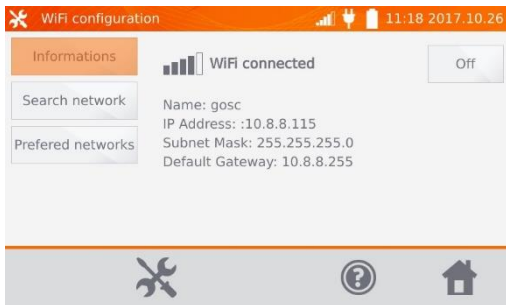 WiFi configuration 11:18 2017.10.26
Informations
WiFi connected
Off
Search network
Name: gosc
IP Address: :10.8.8.115
Prefered networks
Subnet Mask: 255.255.255.0
Default Gateway: 10.8.8.255
?